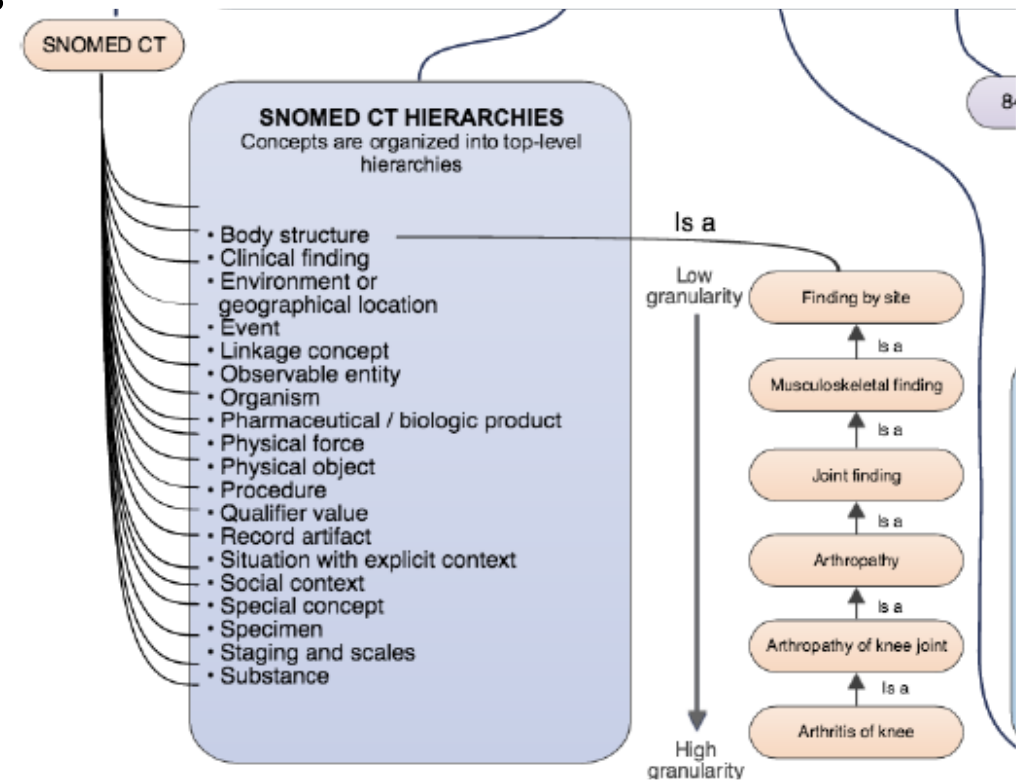 SNOMED CT
SNOMED CT HIERARCHIES
Concepts are organized into top-level
hierarchies
• Body structure
• Clinical finding
• Environment or
geographical location
• Event
• Linkage concept
• Observable entity
• Organism
• Pharmaceutical / biologic product
• Physical force
• Physical object
• Procedure
• Qualifier value
• Record artifact
• Situation with explicit context
• Social context
• Special concept
• Specimen
• Staging and scales
• Substance
Is a
Low
granularity
High
granularity
Finding by site
Is a
Musculoskeletal finding
Is a
Joint finding
Is a
Arthropathy
Is a
Arthropathy of knee joint
Is a
Arthritis of knee